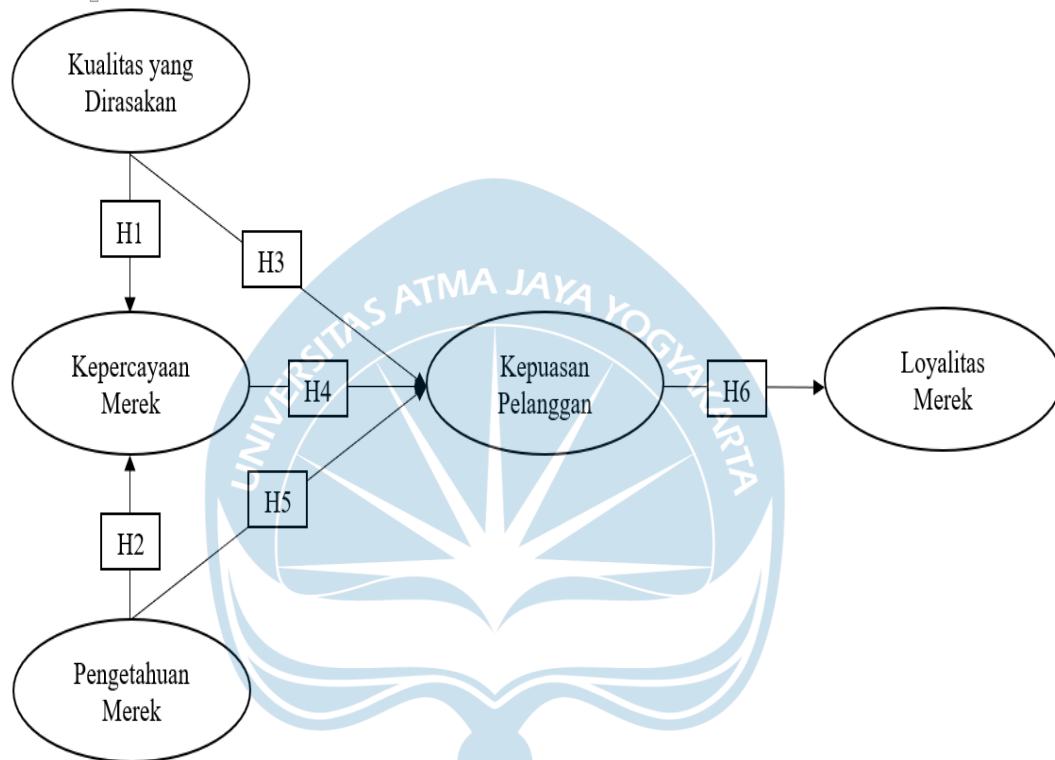 Kualitas yang
Dirasakan
H1
H3
UNIVERSITAS ATMA JAYA YOGYAKARTA
Kepercayaan
Merek
H4
Kepuasan
Pelanggan
H6
Loyalitas
Merek
H5
H2
Pengetahuan
Merek